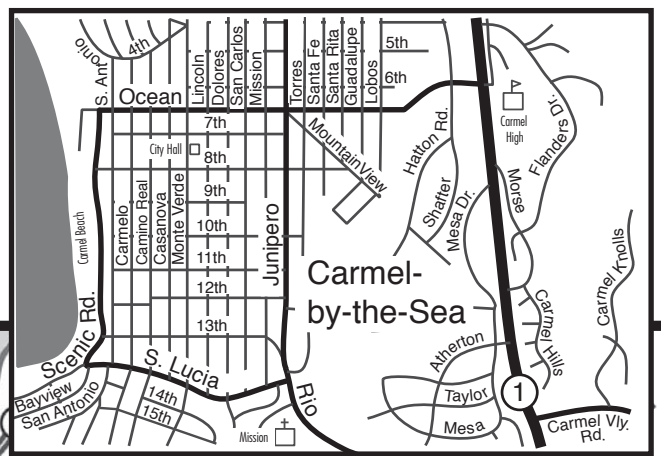 S. Antonio
4th
Ocean
Lincoln
Dolores
San Carlos
Mission
Torres
Santa Fe
Santa Rita
Guadalupe
Lobos
5th
6th
Carmel
High
Flanders Dr.
7th
City Hall
8th
Mountain View
Hatton Rd.
Shafter
Mesa Dr.
Morse
Carmel Beach
Carmelo
Camino Real
Casanova
Monte Verde
9th
10th
11th
12th
13th
Junipero
Carmel-
by-the-Sea
Carmel Knolls
Carmel Hills
Scenic Rd.
S. Lucia
Bayview
San Antonio
14th
15th
Mission
Rio
Atherton
Taylor
Mesa
1
Carmel Vly.
Rd.